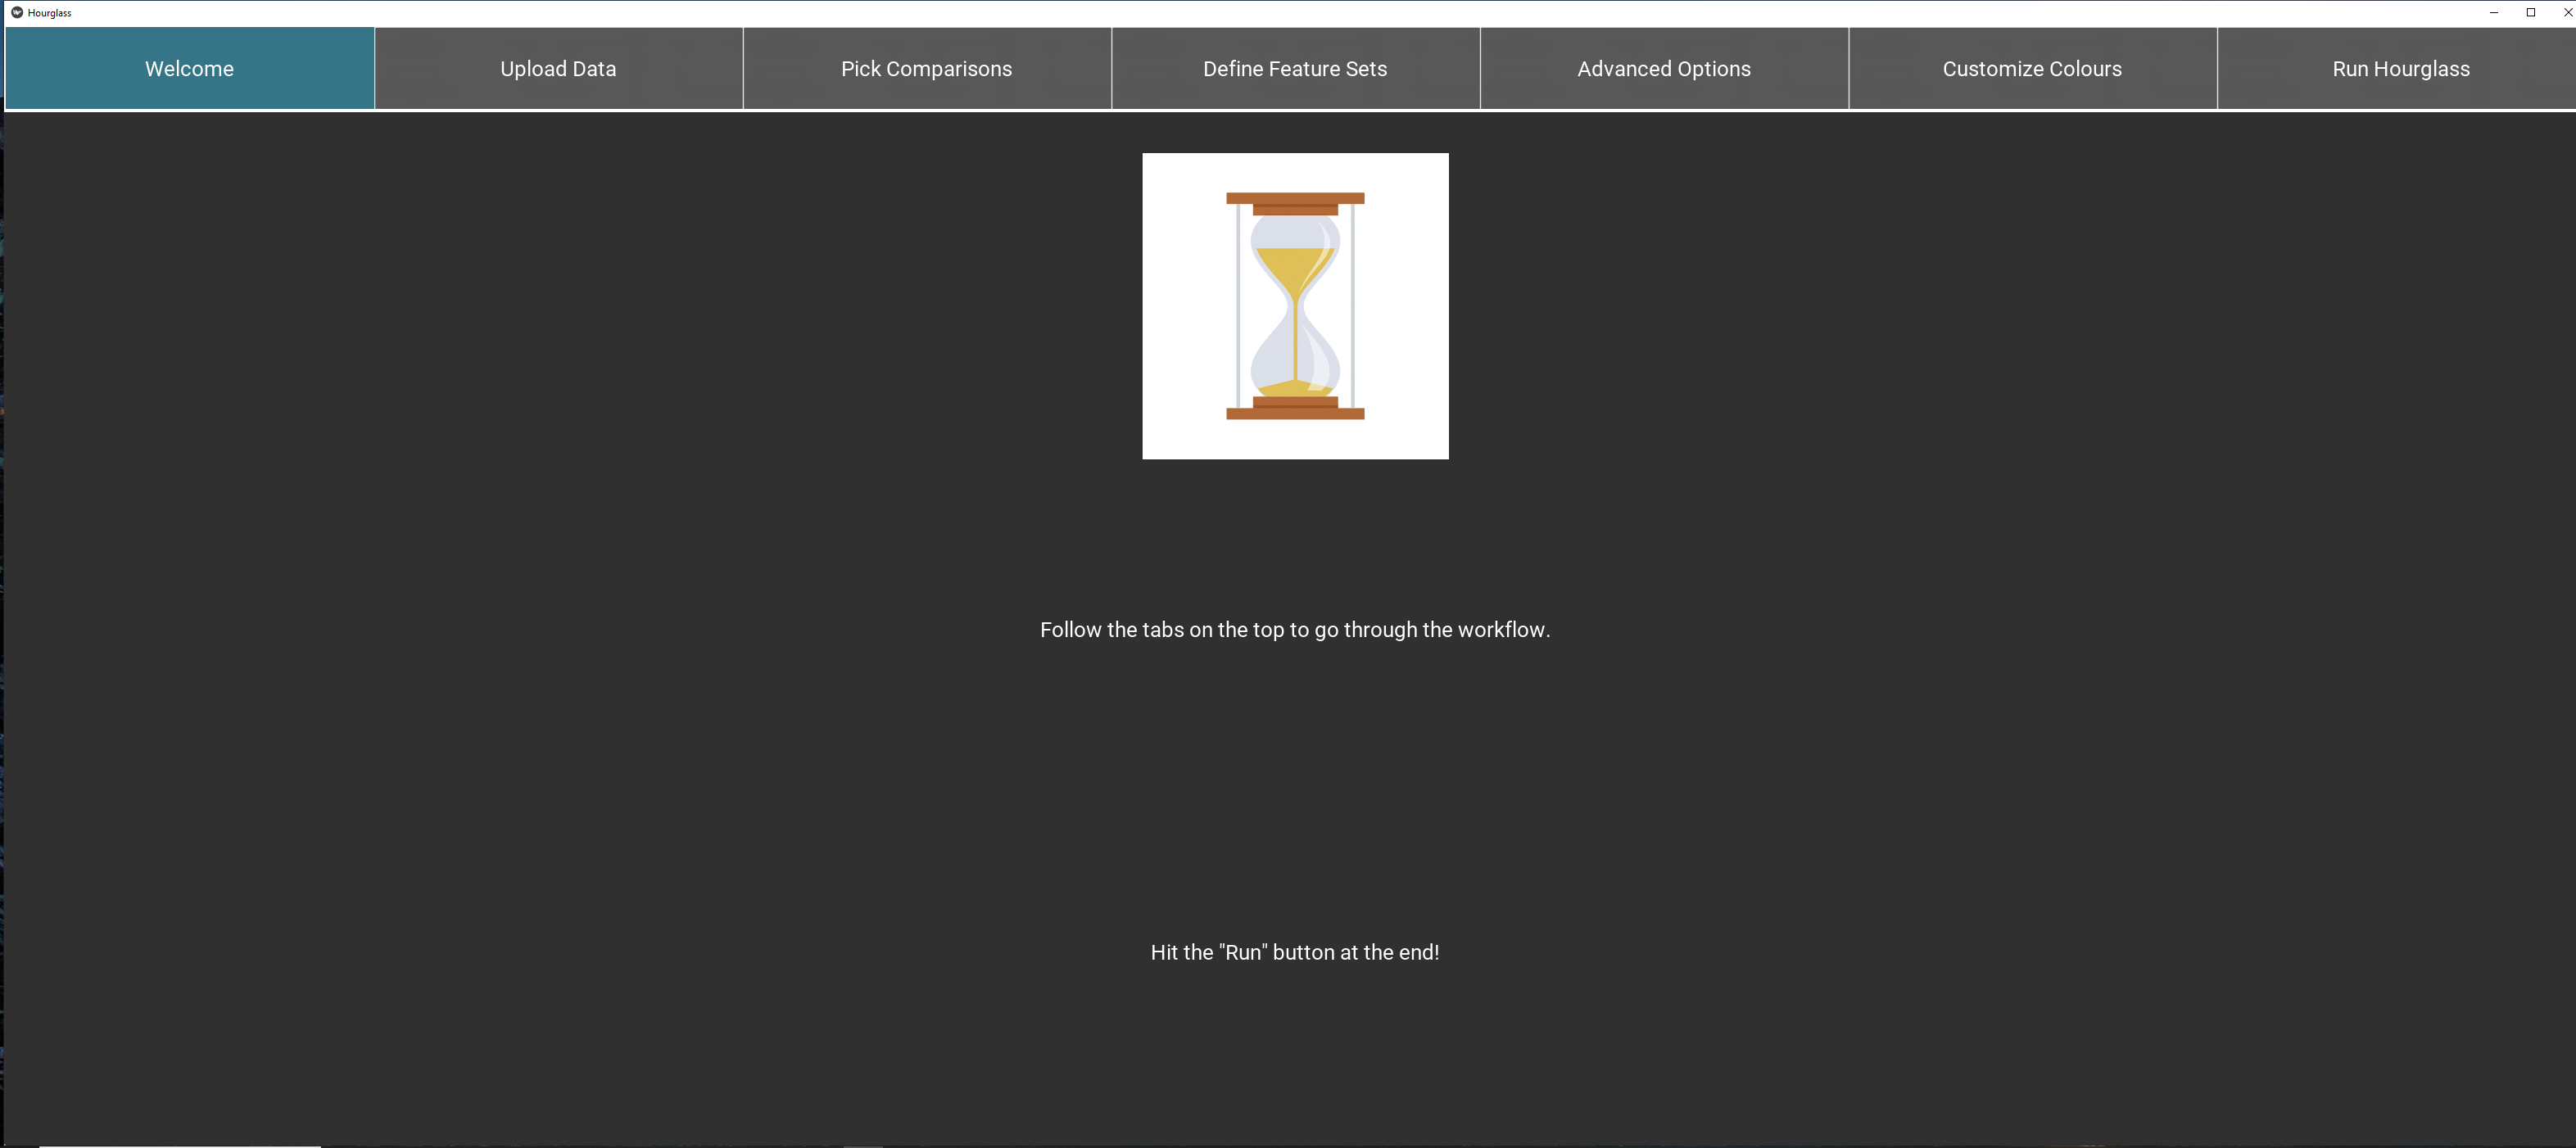 Hourglass
Welcome
Upload Data
Pick Comparisons
Define Feature Sets
Advanced Options
Customize Colours
Run Hourglass
Follow the tabs on the top to go through the workflow.
Hit the "Run" button at the end!